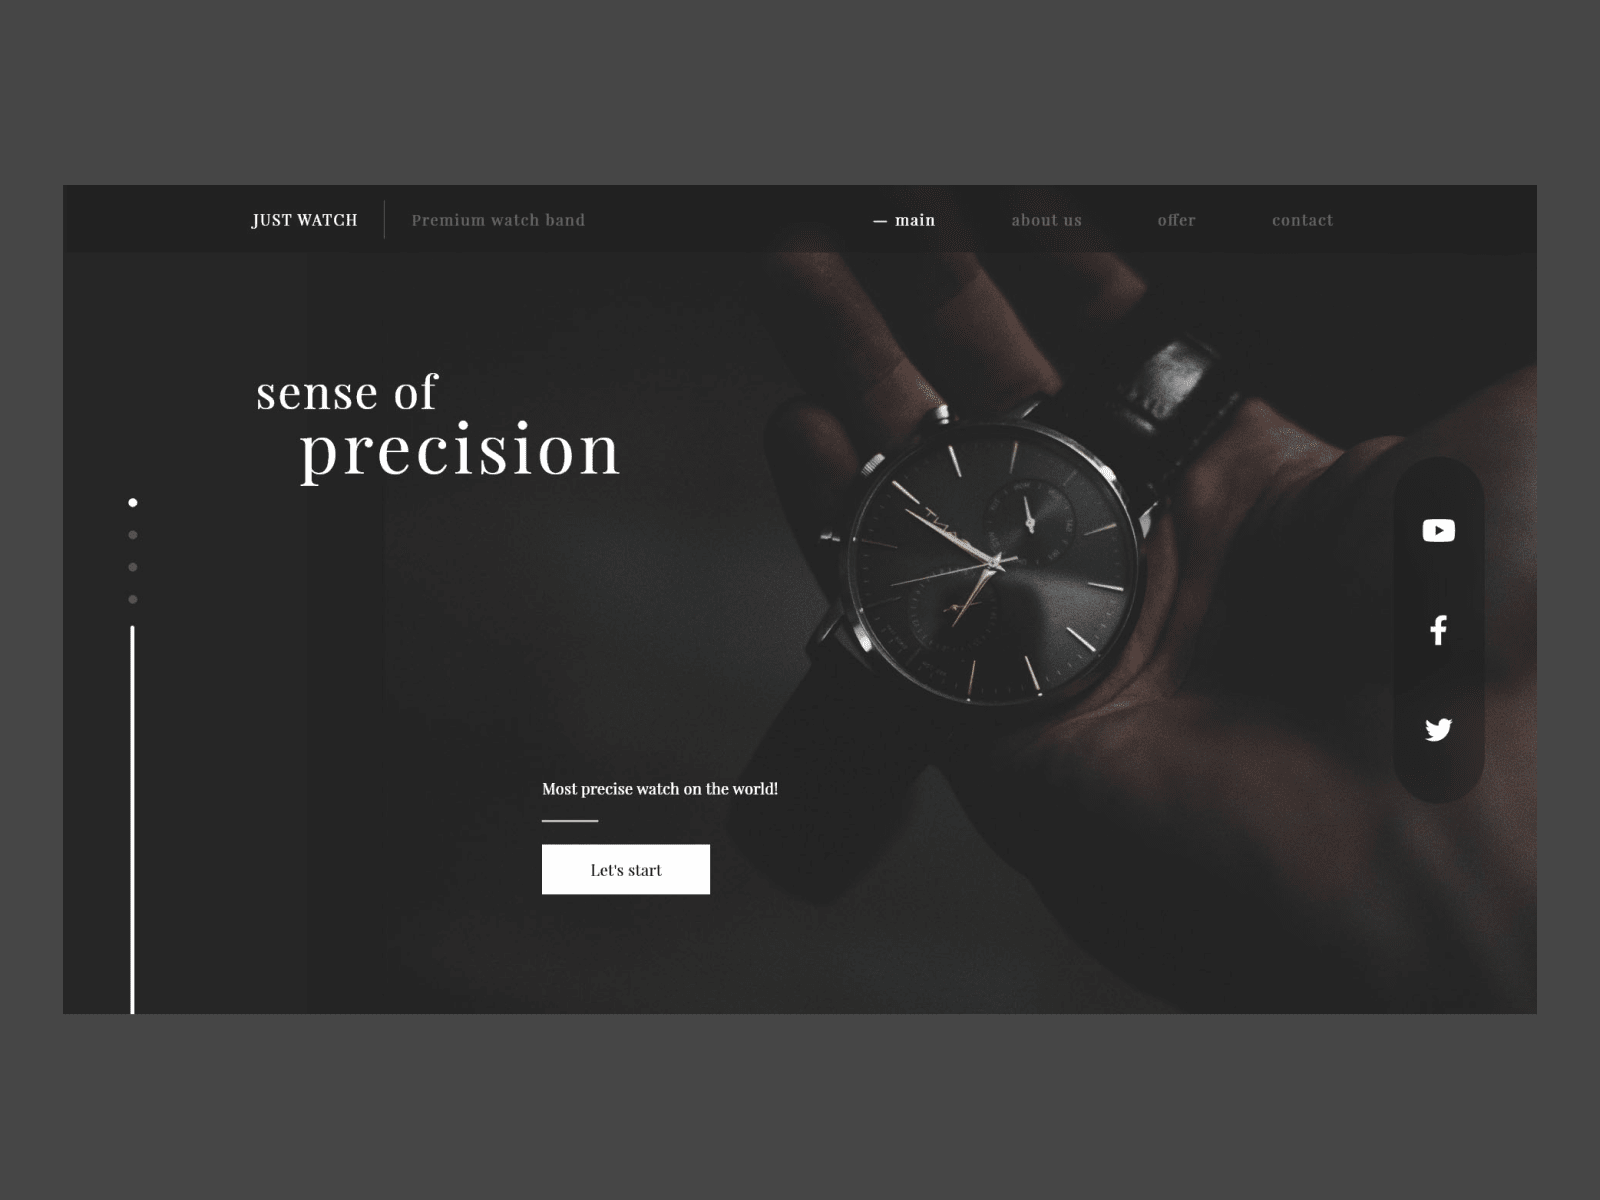 JUST WATCH
Premium watch band
— main
about us
offer
contact
sense of
precision
Most precise watch on the world!
Let's start